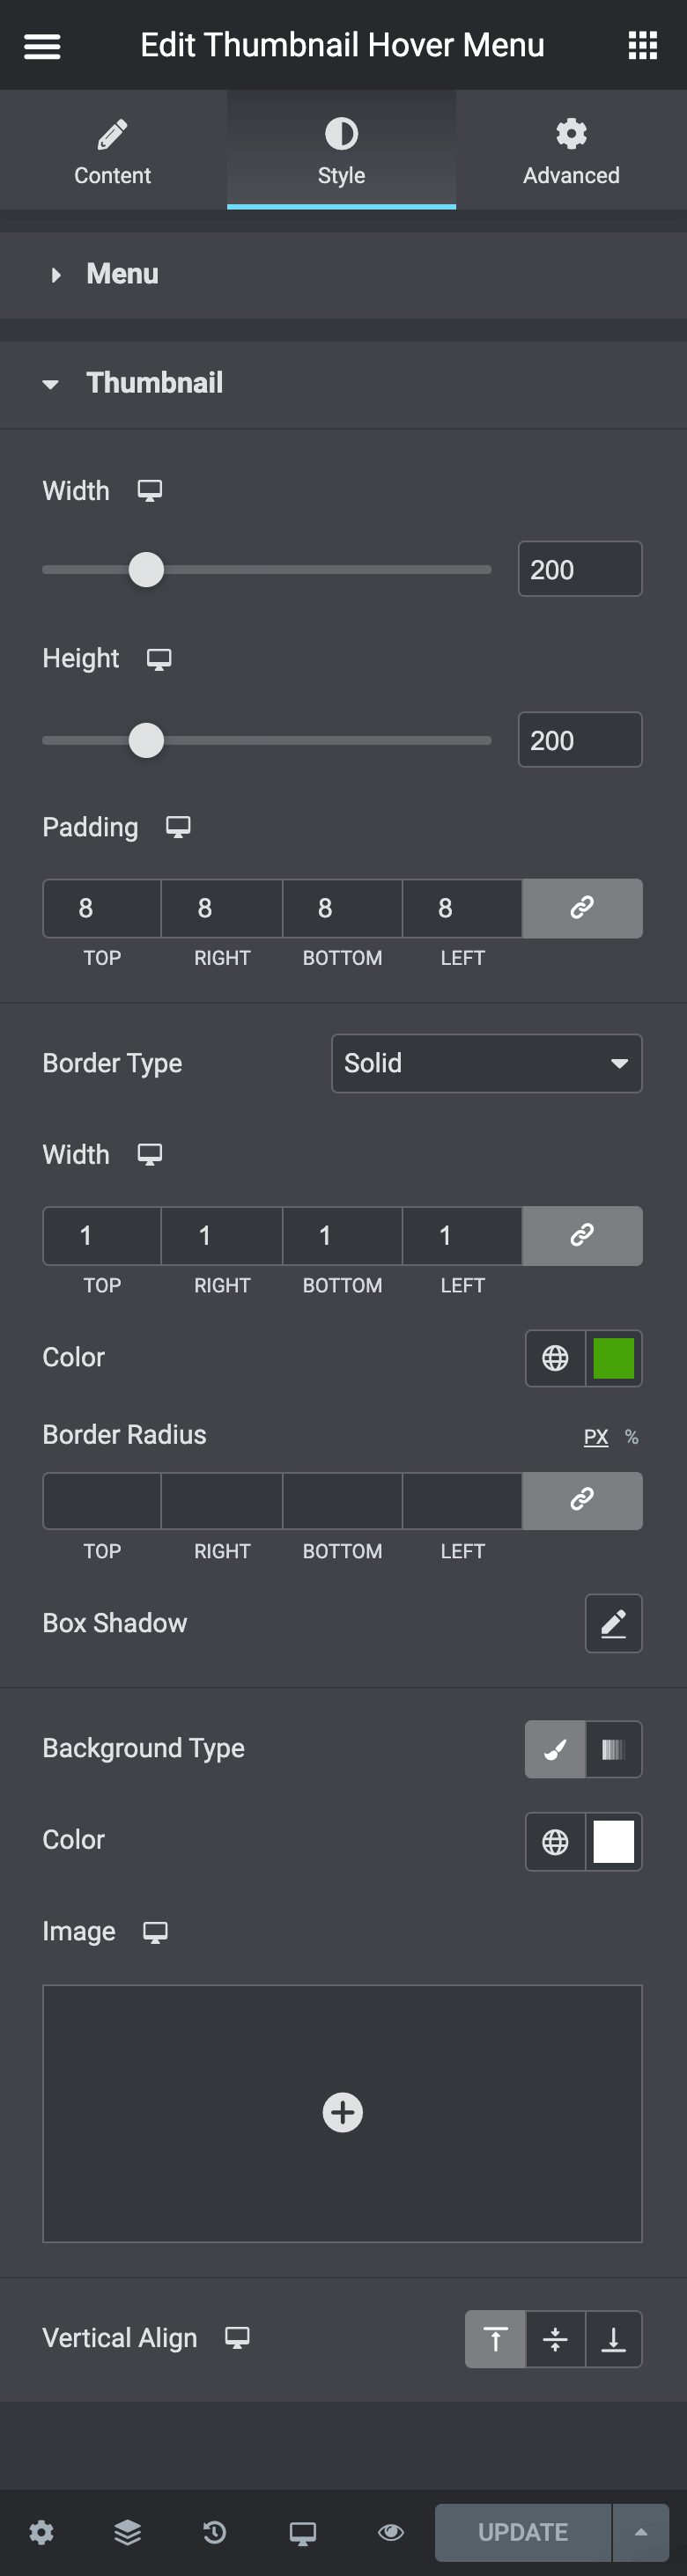 Edit Thumbnail Hover Menu
Content Style Advanced
Menu
Thumbnail
Width
200
Height
200
Padding
8 8 8 8
TOP RIGHT BOTTOM LEFT
Border Type Solid
Width
1 1 1 1
TOP RIGHT BOTTOM LEFT
Color
Border Radius PX %
TOP RIGHT BOTTOM LEFT
Box Shadow
Background Type
Color
Image
Vertical Align
UPDATE